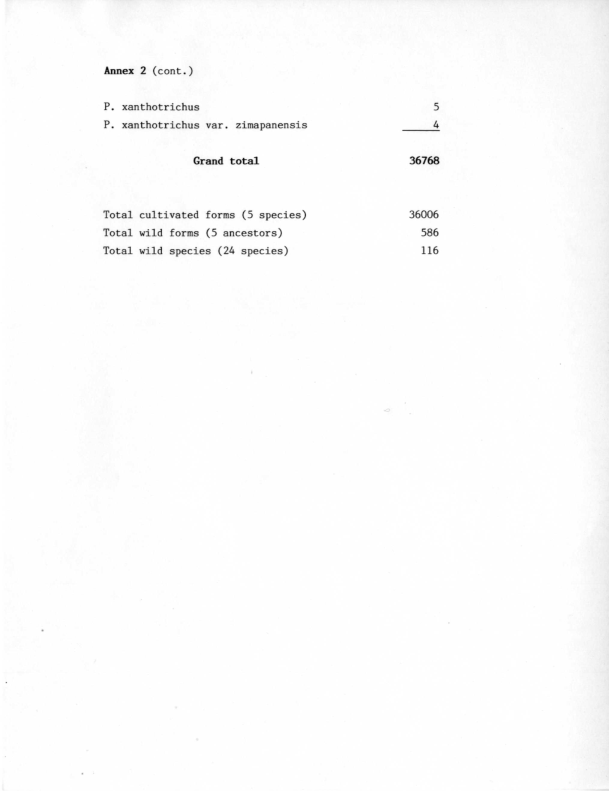 Annex 2 (cont.)
P. xanthotrichus 5
P. xanthotrichus var. zimapanensis 4
Grand total 36768
Total cultivated forms (5 species) 36006
Total wild forms (5 ancestors) 586
Total wild species (24 species) 116